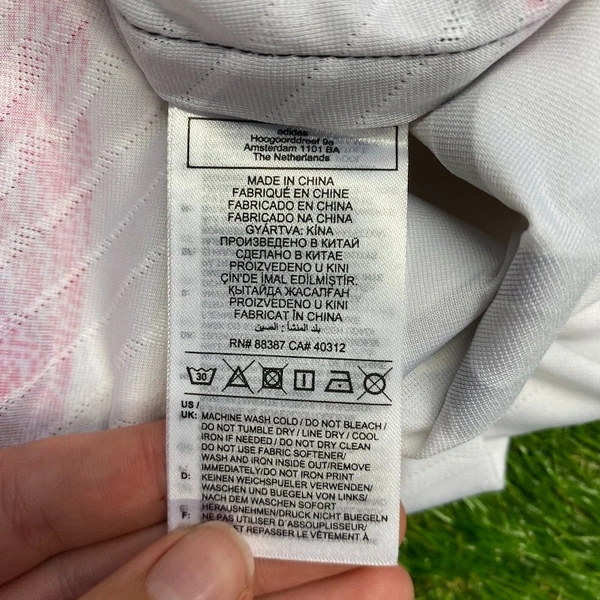 adidas
Hoogoorddreef 9a
Amsterdam 1101 BA
The Netherlands
MADE IN CHINA
FABRIQUÉ EN CHINE
FABRICADO EN CHINA
FABRICADO NA CHINA
GYÁRTVA: KÍNA
ПРОИЗВЕДЕНО В КИТАЙ
СДЕЛАНО В КИТАЕ
PROIZVEDENO U KINI
ÇİN'DE İMAL EDİLMİŞTİR.
ҚЫТАЙДА ЖАСАЛҒАН
PROIZVEDENO U KINI
FABRICAT ÎN CHINA
بلد المنشأ : الصين
RN# 88387 CA# 40312
30
US /
UK: MACHINE WASH COLD / DO NOT BLEACH /
DO NOT TUMBLE DRY / LINE DRY / COOL
IRON IF NEEDED / DO NOT DRY CLEAN
DO NOT USE FABRIC SOFTENER/
WASH AND IRON INSIDE OUT/REMOVE
IMMEDIATELY/DO NOT IRON PRINT
D: KEINEN WEICHSPUELER VERWENDEN/
WASCHEN UND BUEGELN VON LINKS/
NACH DEM WASCHEN SOFORT
HERAUSNEHMEN/DRUCK NICHT BUEGELN
F: NE PAS UTILISER D'ASSOUPLISSEUR/
ET REPASSER LE VÊTEMENT À